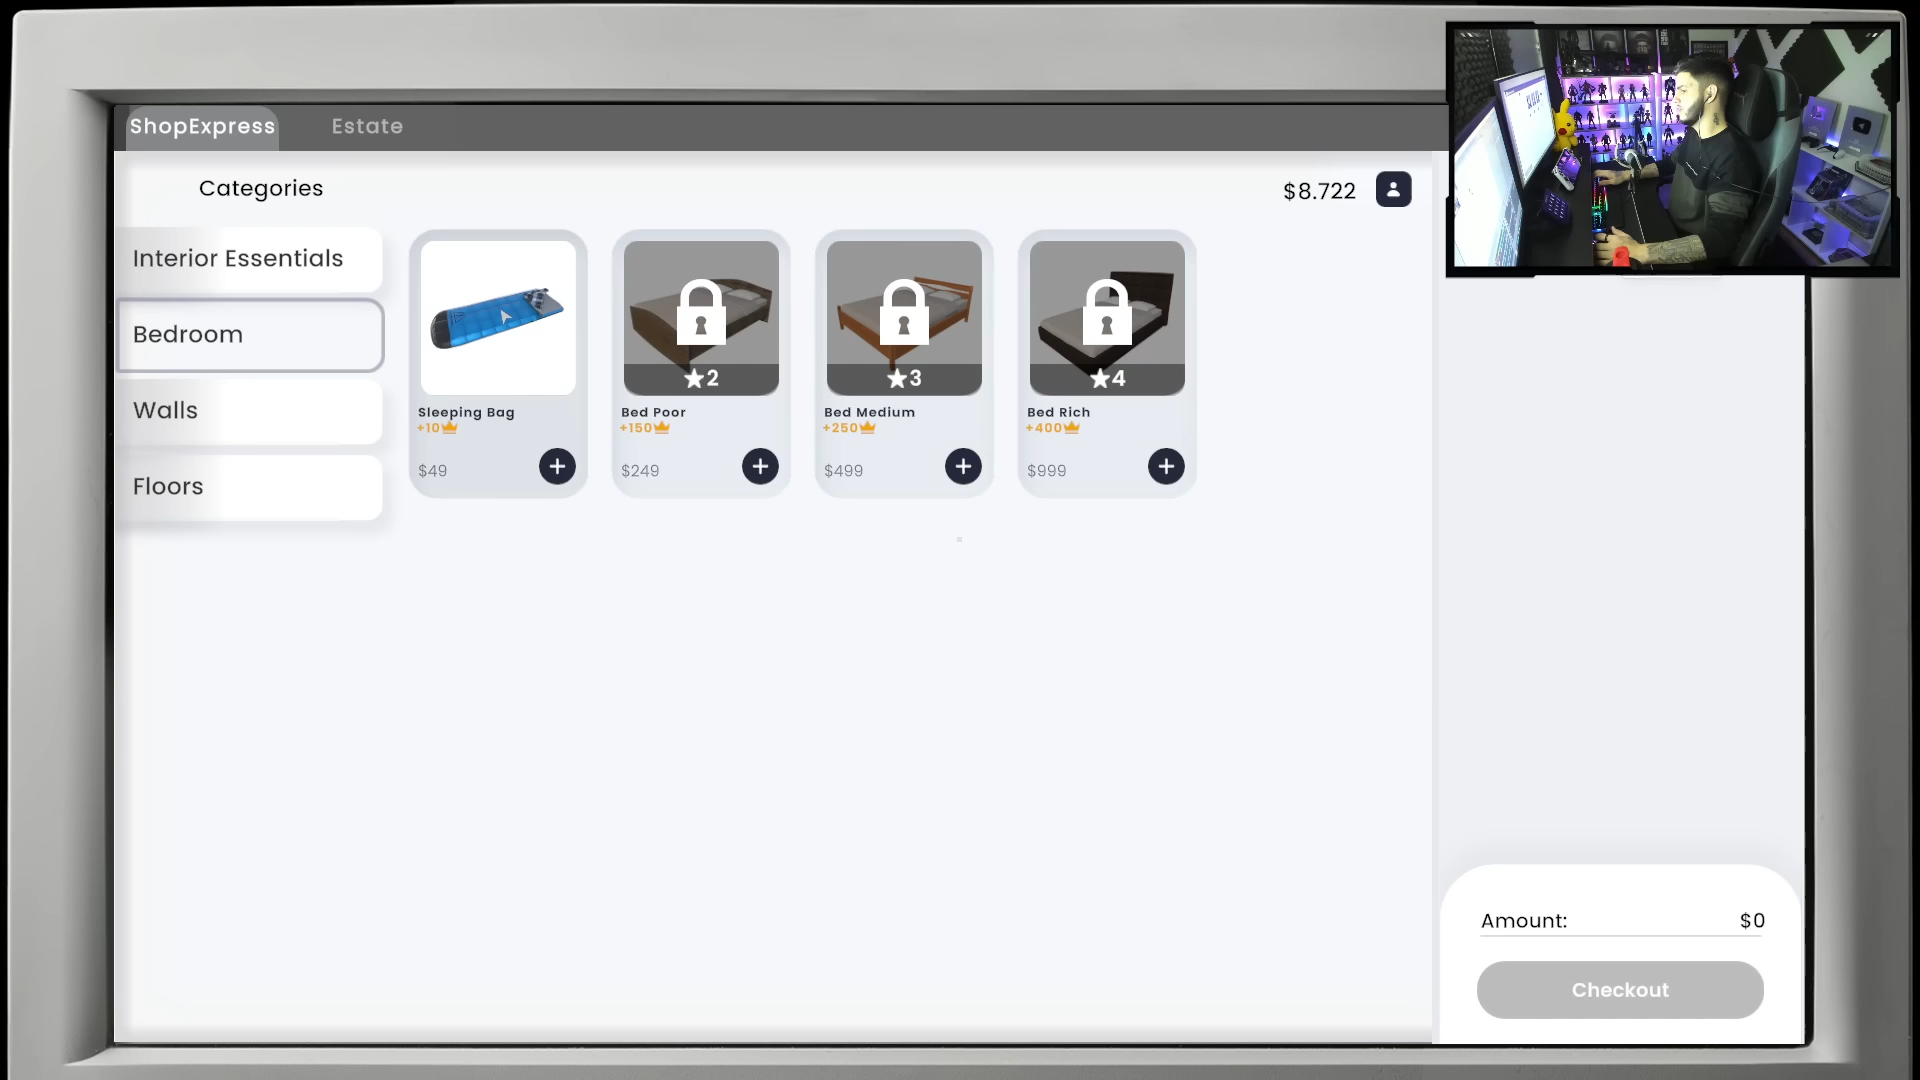 ShopExpress
Estate
Categories
$8.722
Interior Essentials
Bedroom
Walls
Floors
2
3
4
Sleeping Bag
+10
$49
Bed Poor
+150
$249
Bed Medium
+250
$499
Bed Rich
+400
$999
Amount:
$0
Checkout